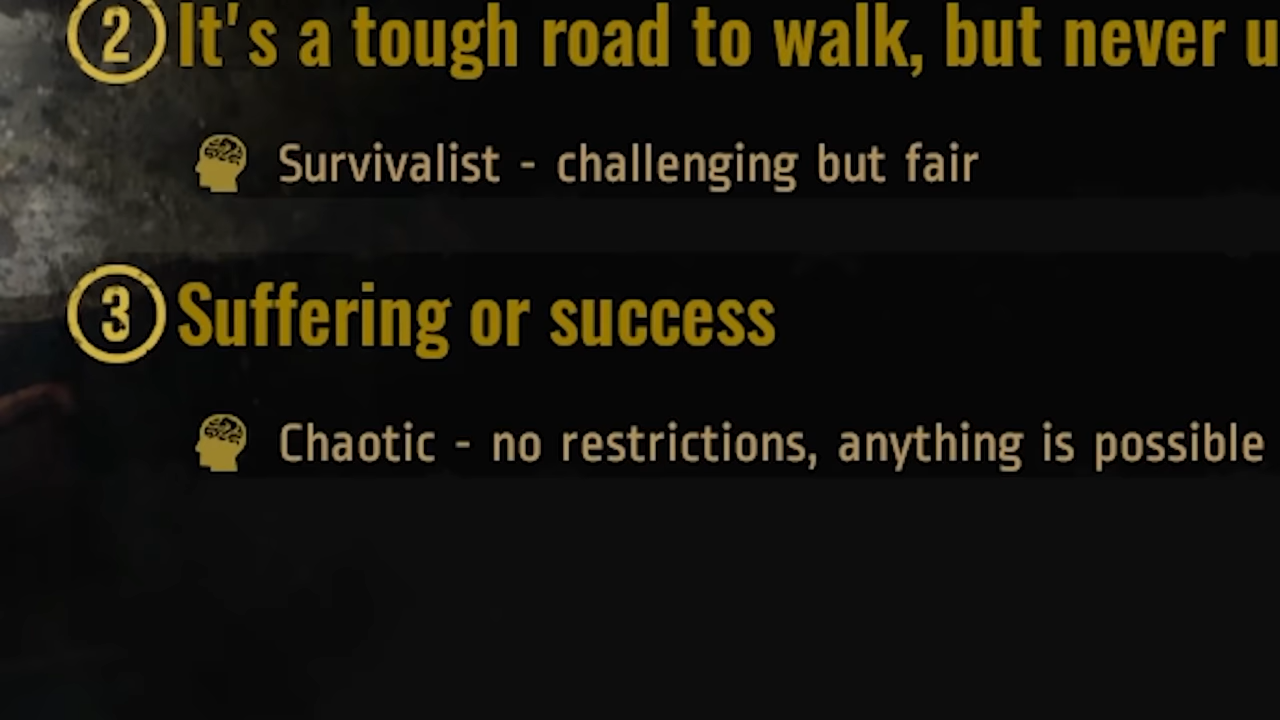 2 It's a tough road to walk, but never u
Survivalist - challenging but fair
3 Suffering or success
Chaotic - no restrictions, anything is possible